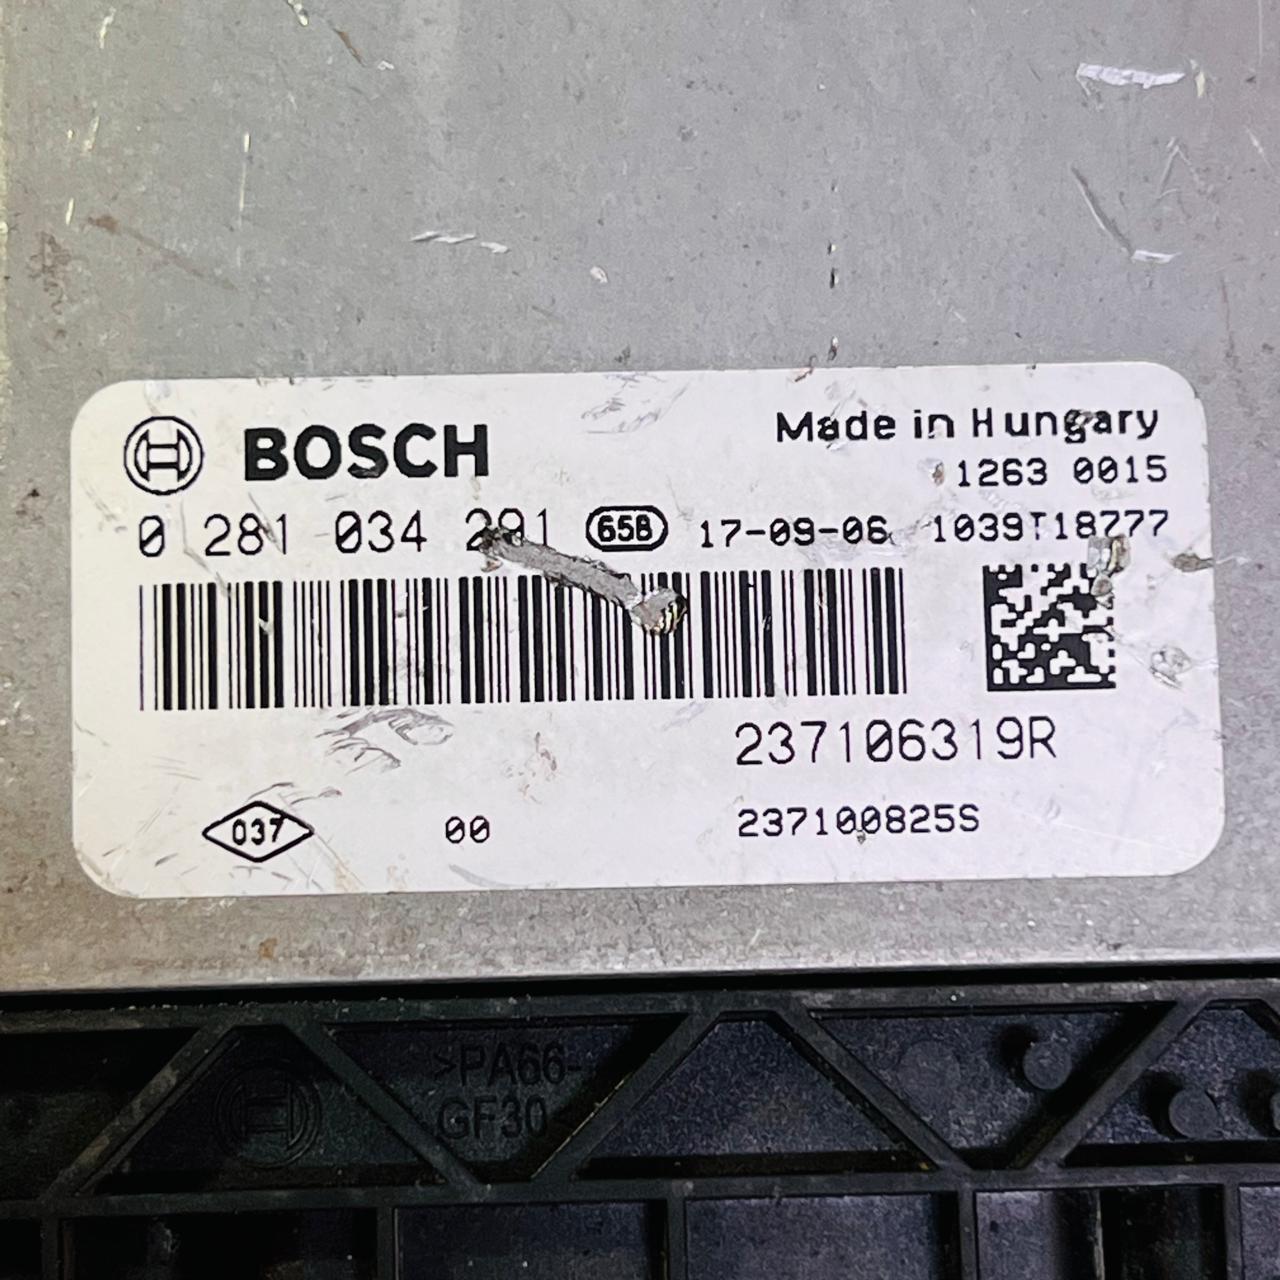 BOSCH
Made in Hungary
1263 0015
0 281 034 291 658 17-09-06 1039T18777
237106319R
037 00 237100825S
>PA66-
GF30